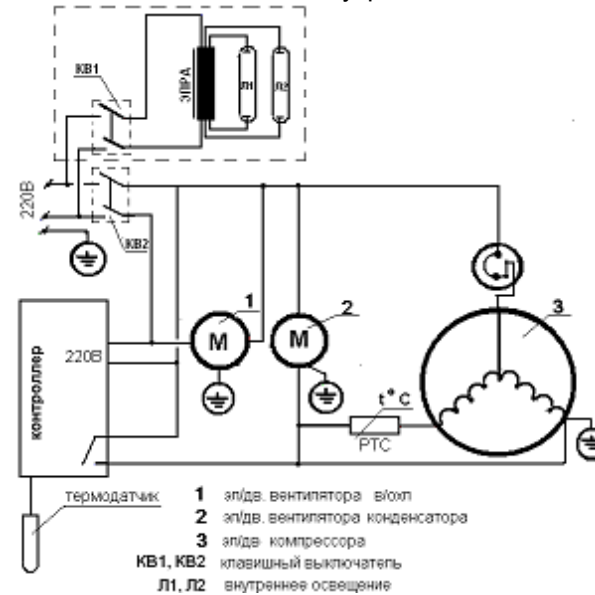 КВ1
ЭПРА
Л1
Л2
220В
КВ2
1
2
3
М
М
контроллер
220В
t°C
РТС
термодатчик
1 эл/дв. вентилятора в/охл
2 эл/дв. вентилятора конденсатора
3 эл/дв компрессора
КВ1, КВ2 клавишный выключатель
Л1, Л2 внутреннее освещение